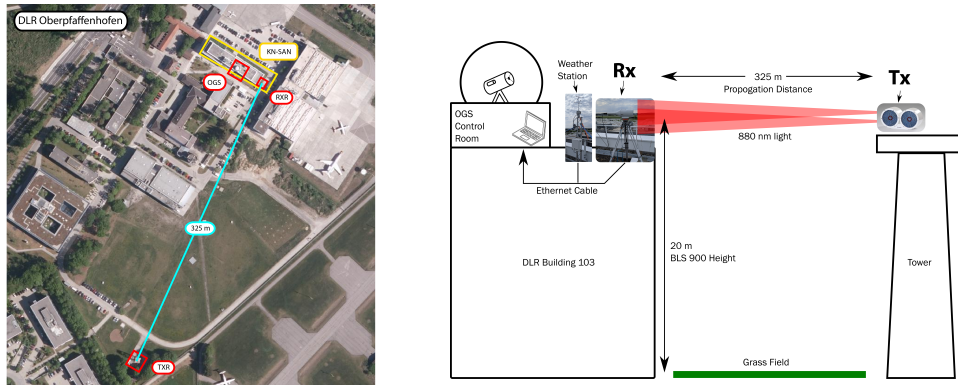 DLR Oberpfaffenhofen
KN-SAN
OGS
RXR
325 m
TXR
Weather
Station
Rx
325 m
Propogation Distance
Tx
OGS
Control
Room
880 nm light
Ethernet Cable
20 m
BLS 900 Height
DLR Building 103
Tower
Grass Field